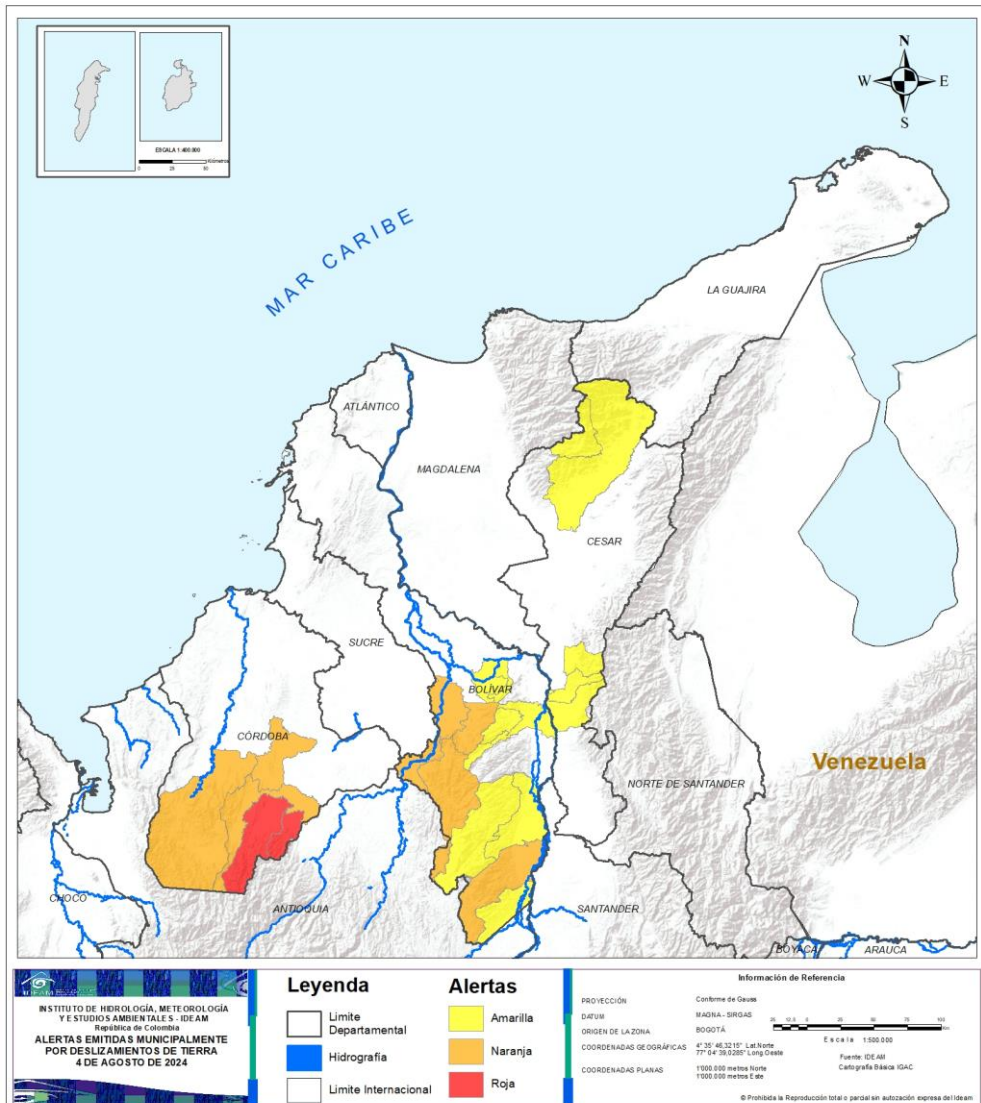 ESCALA 1:400.000
N
W
E
S
MAR CARIBE
LA GUAJIRA
ATLÁNTICO
MAGDALENA
CESAR
SUCRE
BOLÍVAR
CÓRDOBA
Venezuela
NORTE DE SANTANDER
CHOCO
ANTIOQUIA
SANTANDER
BOYACA
ARAUCA
IDEAM
INSTITUTO DE HIDROLOGÍA, METEOROLOGÍA
Y ESTUDIOS AMBIENTALES - IDEAM
República de Colombia
ALERTAS EMITIDAS MUNICIPALMENTE
POR DESLIZAMIENTOS DE TIERRA
4 DE AGOSTO DE 2024
Leyenda
Limite
Departamental
Hidrografía
Limite Internacional
Alertas
Amarilla
Naranja
Roja
Información de Referencia
PROYECCIÓN Conforme de Gauss
DATUM MAGNA - SIRGAS
ORIGEN DE LA ZONA BOGOTÁ
COORDENADAS GEOGRÁFICAS 4° 35' 46,3215" Lat.Norte
77° 04' 39,0285" Long.Oeste
COORDENADAS PLANAS 1'000.000 metros Norte
1'000.000 metros Este
Escala 1:500.000
Fuente: IDEAM
Cartografía Básica IGAC
© Prohibida la Reproducción total o parcial sin autozación expresa del Ideam